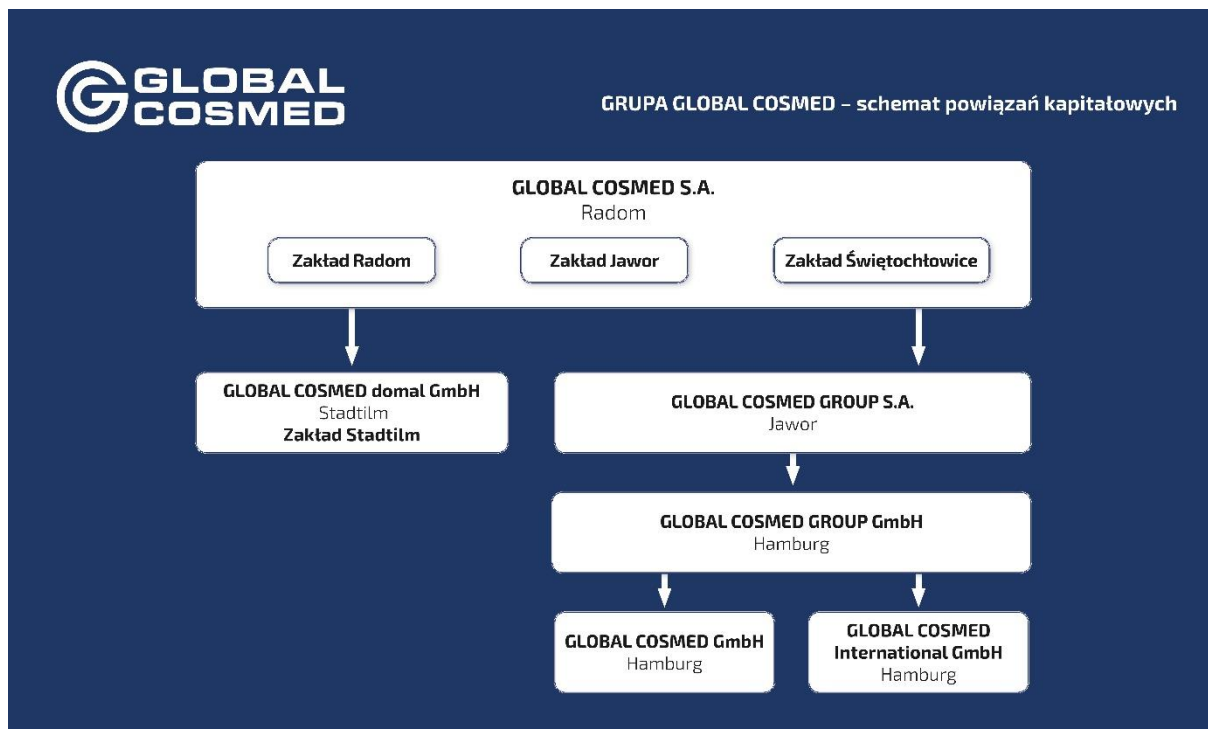 GLOBAL
COSMED
GRUPA GLOBAL COSMED – schemat powiązań kapitałowych
GLOBAL COSMED S.A.
Radom
Zakład Radom
Zakład Jawor
Zakład Świętochłowice
GLOBAL COSMED domal GmbH
Stadtilm
Zakład Stadtilm
GLOBAL COSMED GROUP S.A.
Jawor
GLOBAL COSMED GROUP GmbH
Hamburg
GLOBAL COSMED GmbH
Hamburg
GLOBAL COSMED
International GmbH
Hamburg